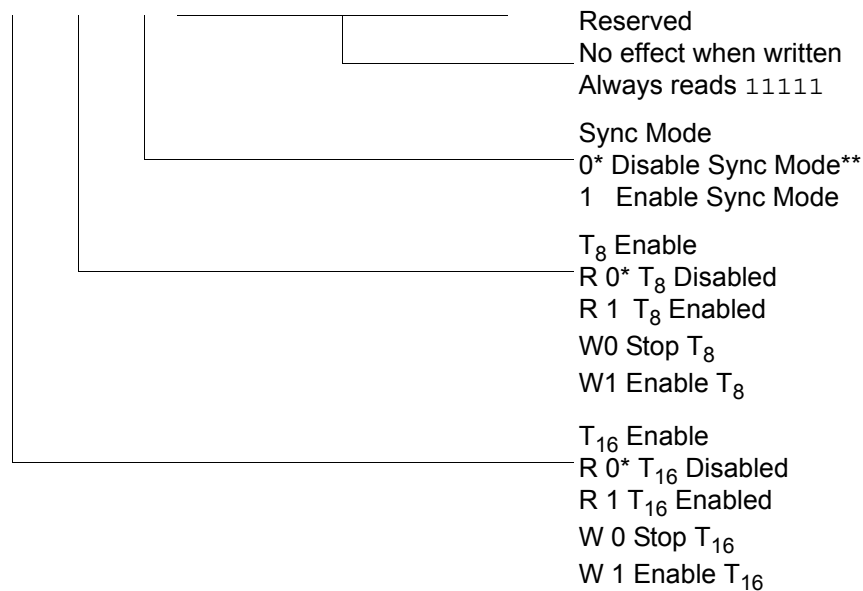 Reserved
No effect when written
Always reads 11111
Sync Mode
0* Disable Sync Mode**
1 Enable Sync Mode
T8 Enable
R 0* T8 Disabled
R 1 T8 Enabled
W0 Stop T8
W1 Enable T8
T16 Enable
R 0* T16 Disabled
R 1 T16 Enabled
W 0 Stop T16
W 1 Enable T16